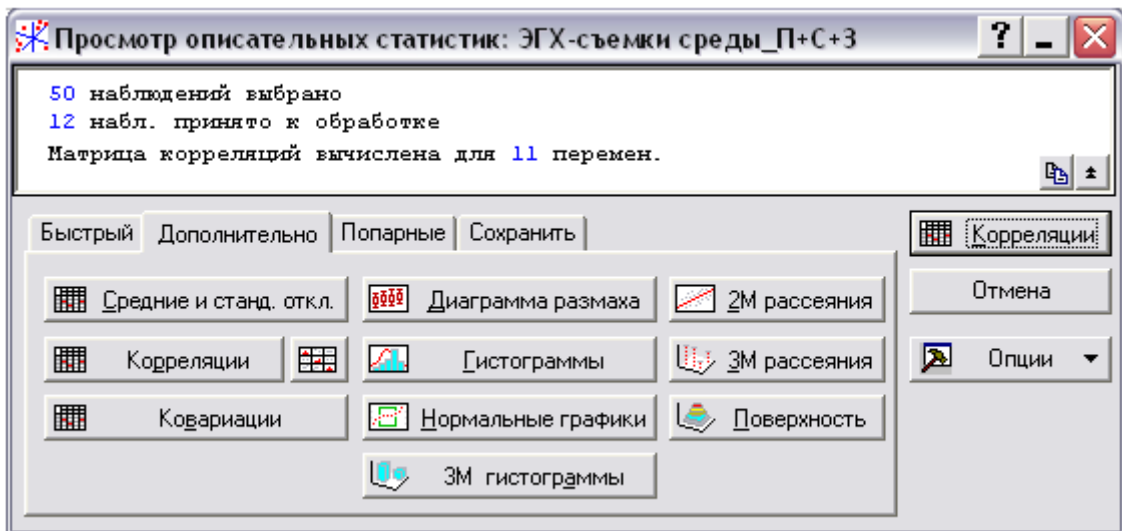 Просмотр описательных статистик: ЭГХ-съемки среды_П+С+З
50 наблюдений выбрано
12 набл. принято к обработке
Матрица корреляций вычислена для 11 перемен.
Быстрый Дополнительно Попарные Сохранить
Корреляции
Средние и станд. откл. Диаграмма размаха 2М рассеяния
Отмена
Корреляции Гистограммы 3М рассеяния
Опции
Ковариации Нормальные графики Поверхность
3М гистограммы